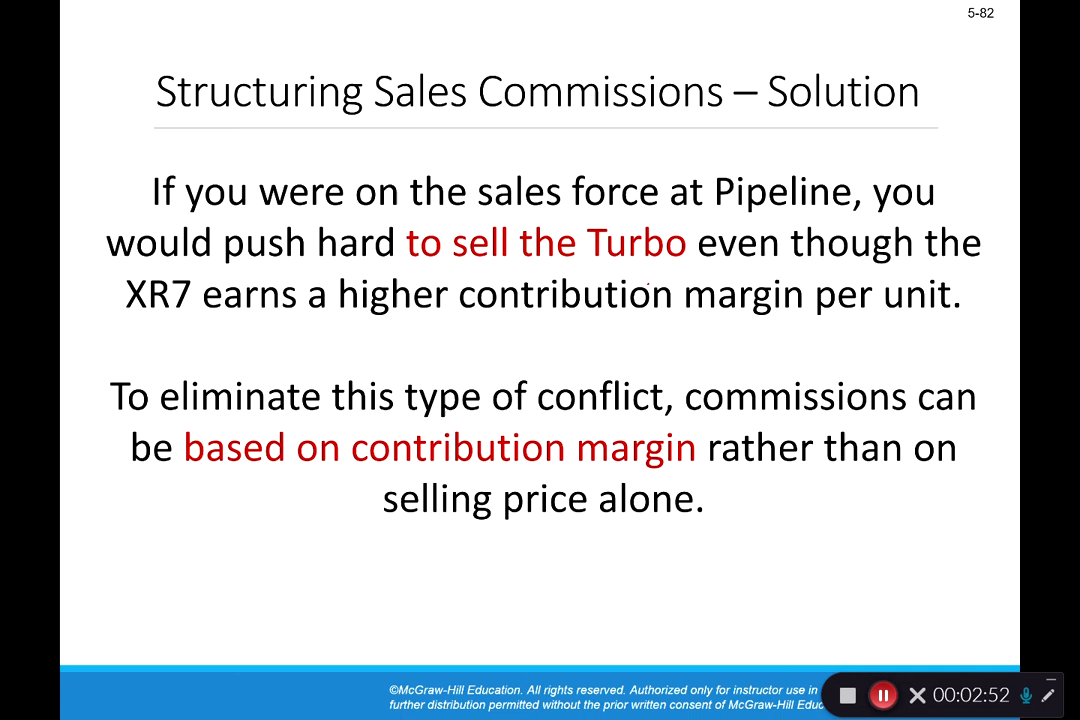 5-82
Structuring Sales Commissions – Solution
If you were on the sales force at Pipeline, you
would push hard to sell the Turbo even though the
XR7 earns a higher contribution margin per unit.
To eliminate this type of conflict, commissions can
be based on contribution margin rather than on
selling price alone.
©McGraw-Hill Education. All rights reserved. Authorized only for instructor use in
further distribution permitted without the prior written consent of McGraw-Hill
00:02:52